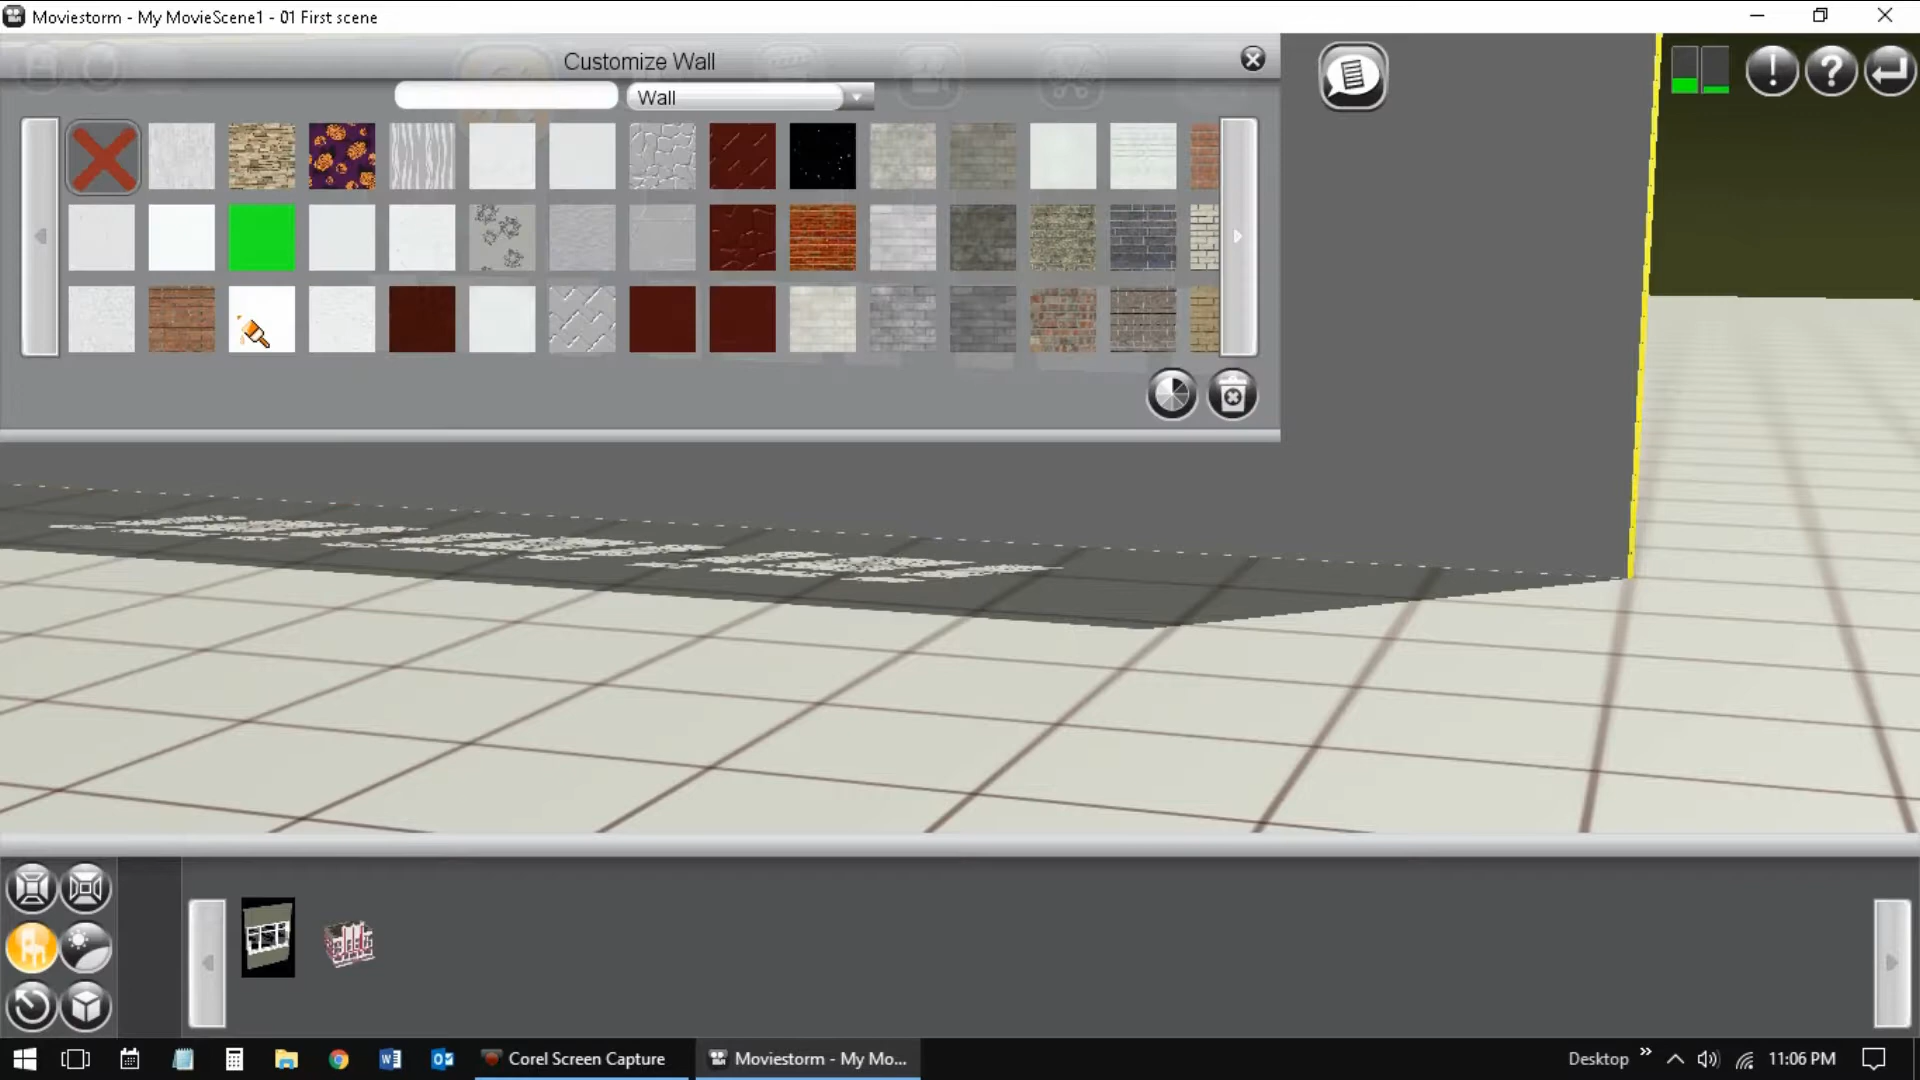 Moviestorm - My MovieScene1 - 01 First scene
Customize Wall
Wall
Corel Screen Capture
Moviestorm - My Mo...
Desktop
11:06 PM